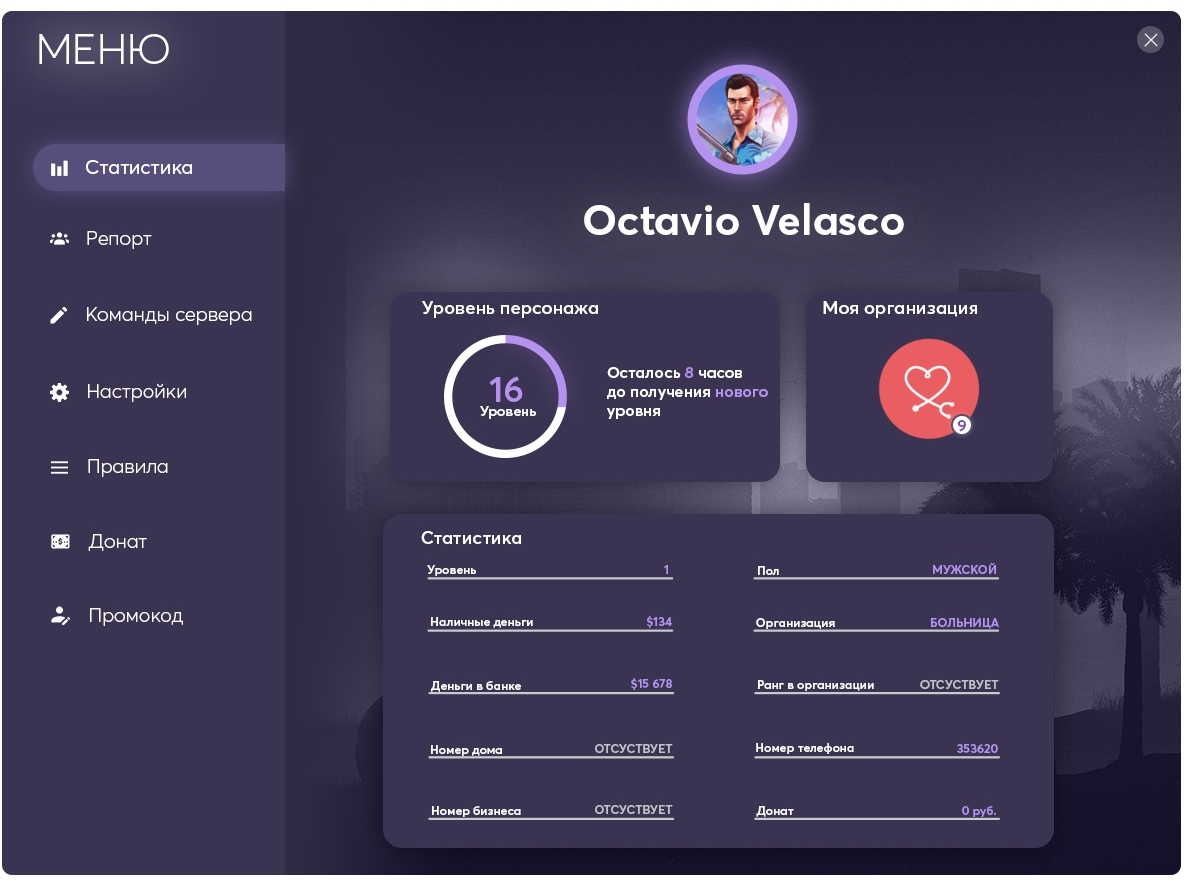 МЕНЮ
Статистика
Репорт
Команды сервера
Настройки
Правила
Донат
Промокод
Octavio Velasco
Уровень персонажа
16
Уровень
Осталось 8 часов
до получения нового
уровня
Моя организация
9
Статистика
Уровень 1
Наличные деньги $134
Деньги в банке $15 678
Номер дома ОТСУСТВУЕТ
Номер бизнеса ОТСУСТВУЕТ
Пол МУЖСКОЙ
Организация БОЛЬНИЦА
Ранг в организации ОТСУСТВУЕТ
Номер телефона 353620
Донат 0 руб.